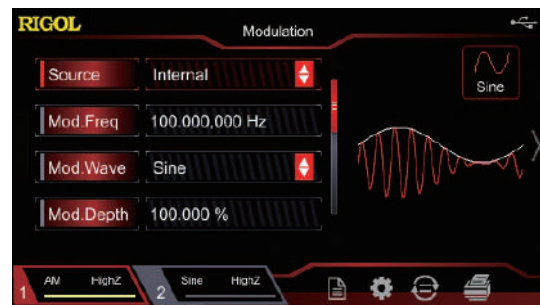 RIGOL
Modulation
Source Internal
Sine
Mod.Freq 100.000,000 Hz
Mod.Wave Sine
Mod.Depth 100.000 %
1 AM HighZ 2 Sine HighZ